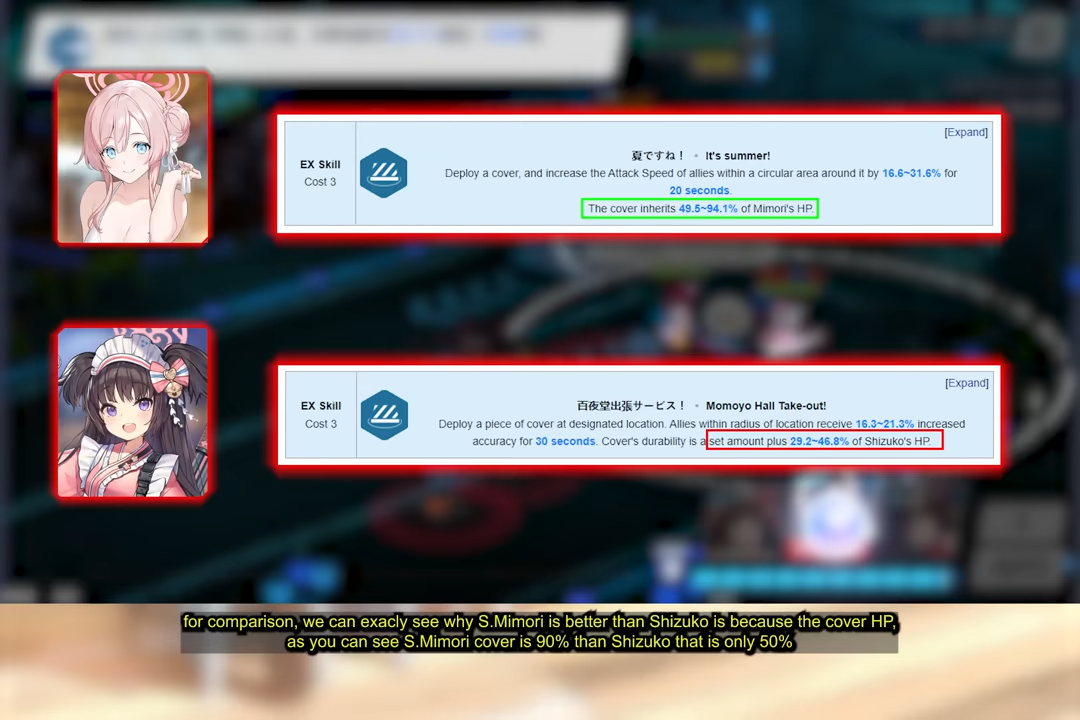 [Expand]
EX Skill
Cost 3
夏ですね！ • It's summer!
Deploy a cover, and increase the Attack Speed of allies within a circular area around it by 16.6~31.6% for
20 seconds.
The cover inherits 49.5~94.1% of Mimori's HP.
[Expand]
EX Skill
Cost 3
百夜堂出張サービス！ • Momoyo Hall Take-out!
Deploy a piece of cover at designated location. Allies within radius of location receive 16.3~21.3% increased
accuracy for 30 seconds. Cover's durability is a set amount plus 29.2~46.8% of Shizuko's HP.
for comparison, we can exacly see why S.Mimori is better than Shizuko is because the cover HP,
as you can see S.Mimori cover is 90% than Shizuko that is only 50%